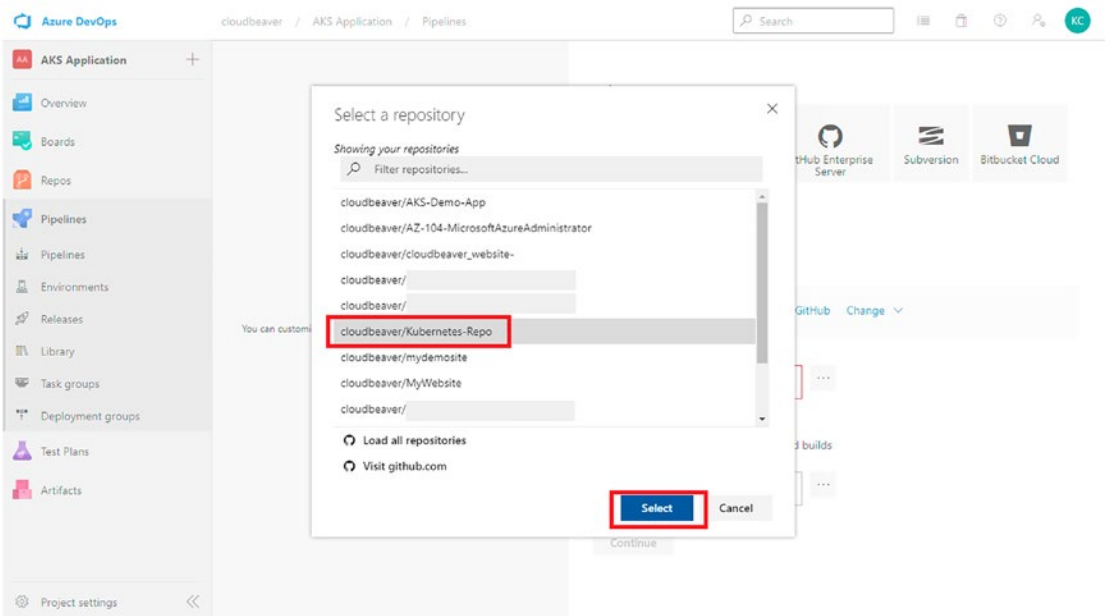 Azure DevOps
cloudbeaver / AKS Application / Pipelines
Search
KC
AA AKS Application
Overview
Boards
Repos
Pipelines
Pipelines
Environments
Releases
Library
Task groups
Deployment groups
Test Plans
Artifacts
Project settings
You can customi
Select a repository
Showing your repositories
Filter repositories...
cloudbeaver/AKS-Demo-App
cloudbeaver/AZ-104-MicrosoftAzureAdministrator
cloudbeaver/cloudbeaver_website-
cloudbeaver/
cloudbeaver/
cloudbeaver/Kubernetes-Repo
cloudbeaver/mydemosite
cloudbeaver/MyWebsite
cloudbeaver/
Load all repositories
Visit github.com
Select Cancel
tHub Enterprise
Server
Subversion
Bitbucket Cloud
GitHub Change
d builds
Continue